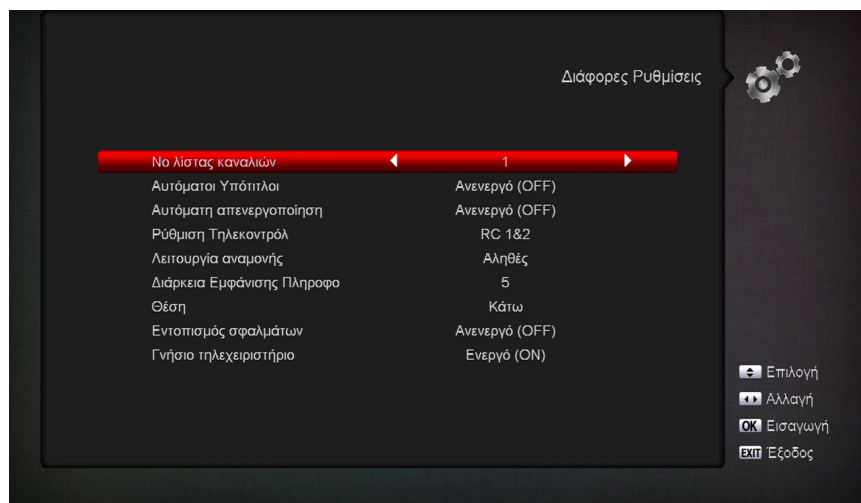 Διάφορες Ρυθμίσεις
Νο λίστας καναλιών 1
Αυτόματοι Υπότιτλοι Ανενεργό (OFF)
Αυτόματη απενεργοποίηση Ανενεργό (OFF)
Ρύθμιση Τηλεκοντρόλ RC 1&2
Λειτουργία αναμονής Αληθές
Διάρκεια Εμφάνισης Πληροφο 5
Θέση Κάτω
Εντοπισμός σφαλμάτων Ανενεργό (OFF)
Γνήσιο τηλεχειριστήριο Ενεργό (ON)
Επιλογή
Αλλαγή
OK Εισαγωγή
EXIT Έξοδος